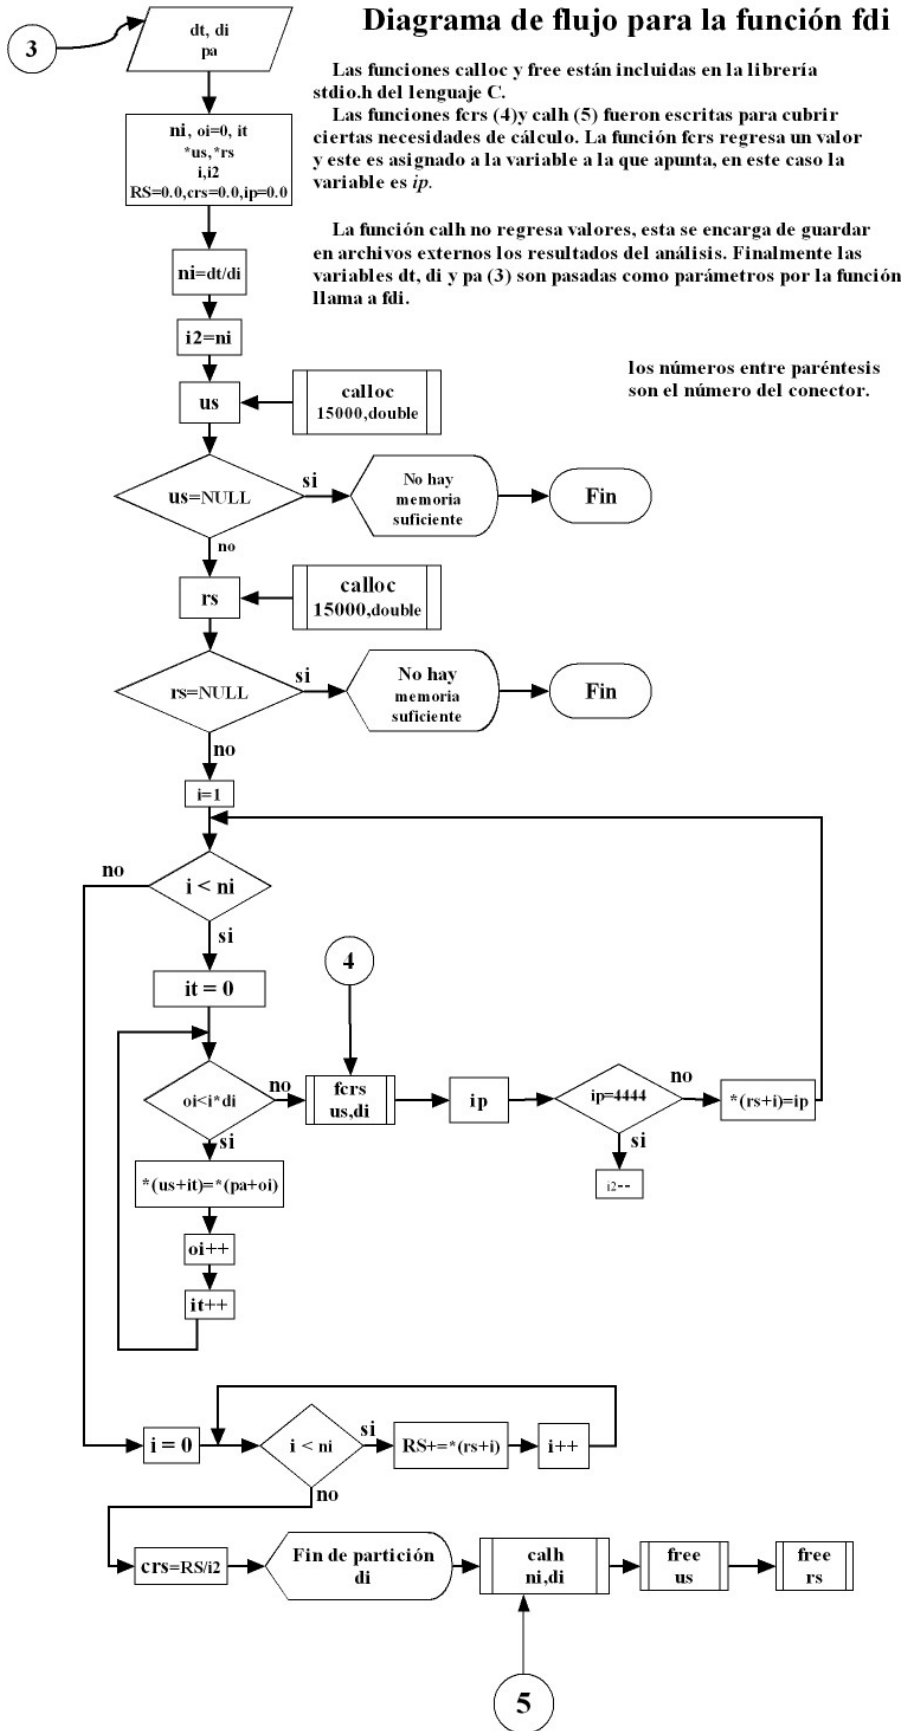 Diagrama de flujo para la función fdi
3
dt, di
pa
Las funciones calloc y free están incluidas en la librería
stdio.h del lenguaje C.
Las funciones fcrs (4)y calh (5) fueron escritas para cubrir
ciertas necesidades de cálculo. La función fcrs regresa un valor
y este es asignado a la variable a la que apunta, en este caso la
variable es ip.
La función calh no regresa valores, esta se encarga de guardar
en archivos externos los resultados del análisis. Finalmente las
variables dt, di y pa (3) son pasadas como parámetros por la función
llama a fdi.
los números entre paréntesis
son el número del conector.
ni, oi=0, it
*us,*rs
i,i2
RS=0.0,crs=0.0,ip=0.0
ni=dt/di
i2=ni
us
calloc
15000,double
us=NULL
si
No hay
memoria
suficiente
Fin
no
rs
calloc
15000,double
rs=NULL
si
No hay
memoria
suficiente
Fin
no
i=1
no
i < ni
si
it = 0
4
oi<i*di
no
fcrs
us,di
ip
ip=4444
no
*(rs+i)=ip
si
i2--
si
*(us+it)=*(pa+oi)
oi++
it++
i = 0
i < ni
si
RS+=*(rs+i)
i++
no
crs=RS/i2
Fin de partición
di
calh
ni,di
free
us
free
rs
5